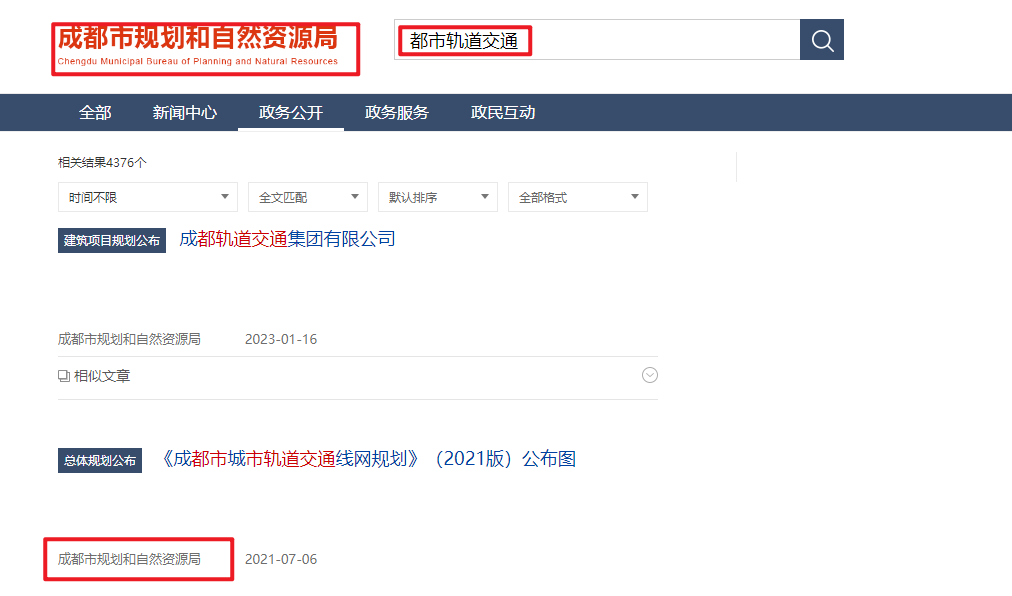 成都市规划和自然资源局
Chengdu Municipal Bureau of Planning and Natural Resources
都市轨道交通
全部 新闻中心 政务公开 政务服务 政民互动
相关结果4376个
时间不限 全文匹配 默认排序 全部格式
建筑项目规划公布 成都轨道交通集团有限公司
成都市规划和自然资源局 2023-01-16
相似文章
总体规划公布 《成都市城市轨道交通线网规划》（2021版）公布图
成都市规划和自然资源局 2021-07-06